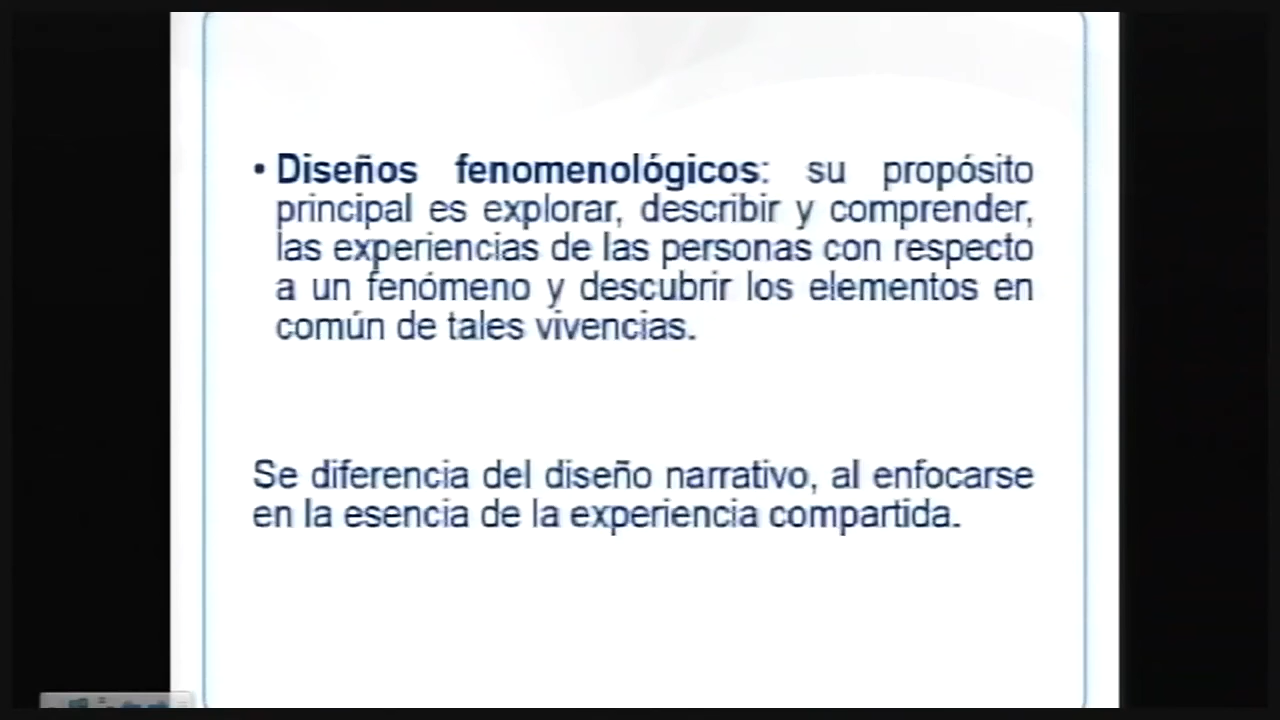 • Diseños fenomenológicos: su propósito
principal es explorar, describir y comprender,
las experiencias de las personas con respecto
a un fenómeno y descubrir los elementos en
común de tales vivencias.
Se diferencia del diseño narrativo, al enfocarse
en la esencia de la experiencia compartida.